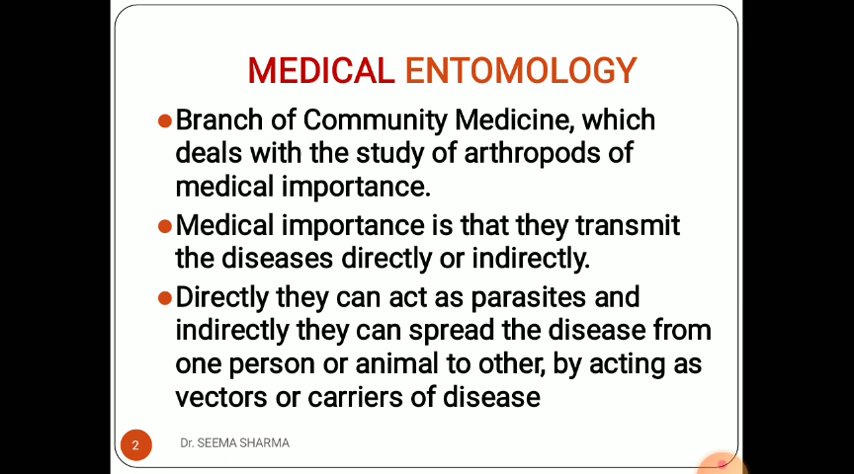 MEDICAL ENTOMOLOGY
Branch of Community Medicine, which
deals with the study of arthropods of
medical importance.
Medical importance is that they transmit
the diseases directly or indirectly.
Directly they can act as parasites and
indirectly they can spread the disease from
one person or animal to other, by acting as
vectors or carriers of disease
2
Dr. SEEMA SHARMA